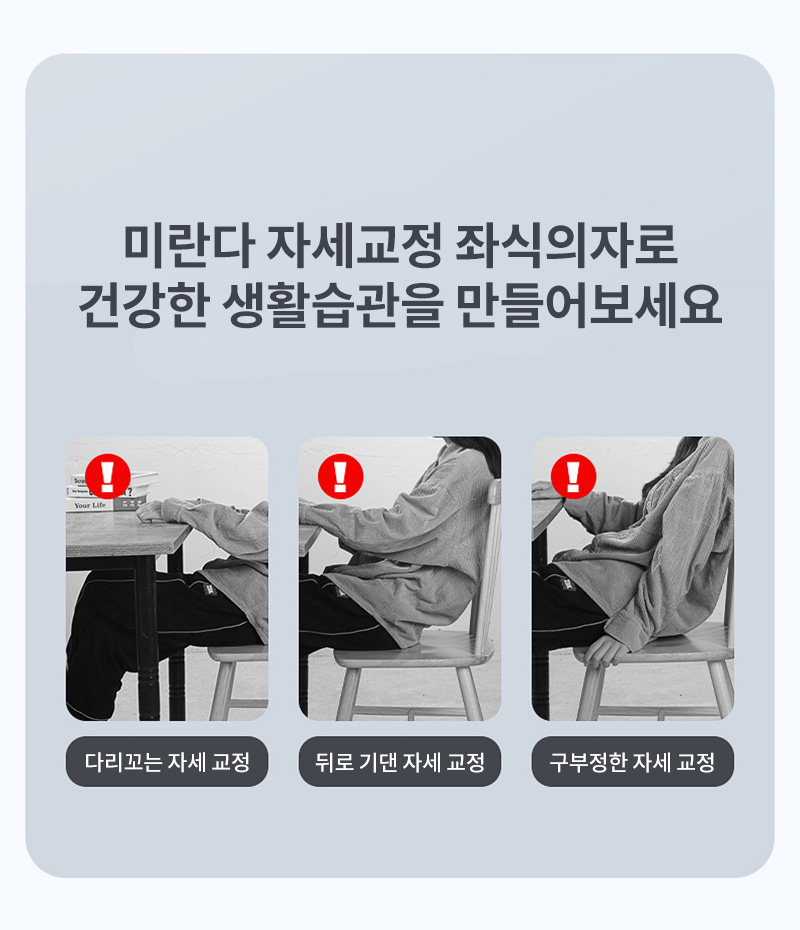 미란다 자세교정 좌식의자로
건강한 생활습관을 만들어보세요
Your Life
다리꼬는 자세 교정
뒤로 기댄 자세 교정
구부정한 자세 교정